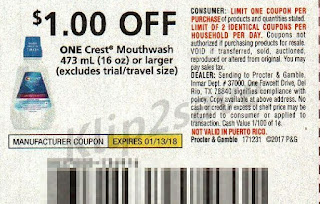 $1.00 OFF
ONE Crest® Mouthwash
473 mL (16 oz) or larger
(excludes trial/travel size)
MANUFACTURER COUPON EXPIRES 01/13/18
CONSUMER: LIMIT ONE COUPON PER
PURCHASE of products and quantities stated.
LIMIT OF 2 IDENTICAL COUPONS PER
HOUSEHOLD PER DAY. Coupons not
authorized if purchasing products for resale.
VOID if transferred, sold, auctioned,
reproduced or altered from original. You
may pay sales tax.
DEALER: Sending to Procter & Gamble,
Inmar Dept. # 37000, One Fawcett Drive, Del
Rio, TX 78840 signifies compliance with
policy. Copy available at above address. No
cash or credit in excess of shelf price may be
returned to consumer or applied to
transaction. Cash Value 1/100 of 1¢.
NOT VALID IN PUERTO RICO.
Procter & Gamble 171231 ©2017 P&G